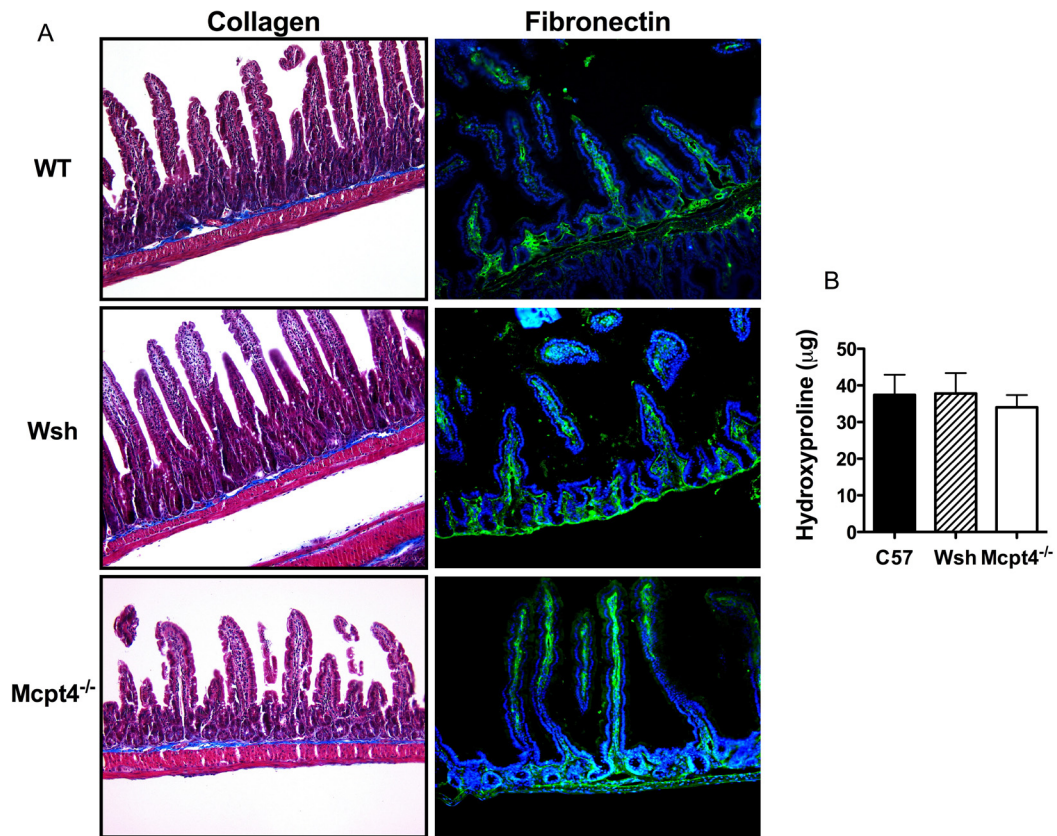 A
Collagen
Fibronectin
WT
Wsh
Mcpt4-/-
B
Hydroxyproline (µg)
50
40
30
20
10
0
C57 Wsh Mcpt4-/-